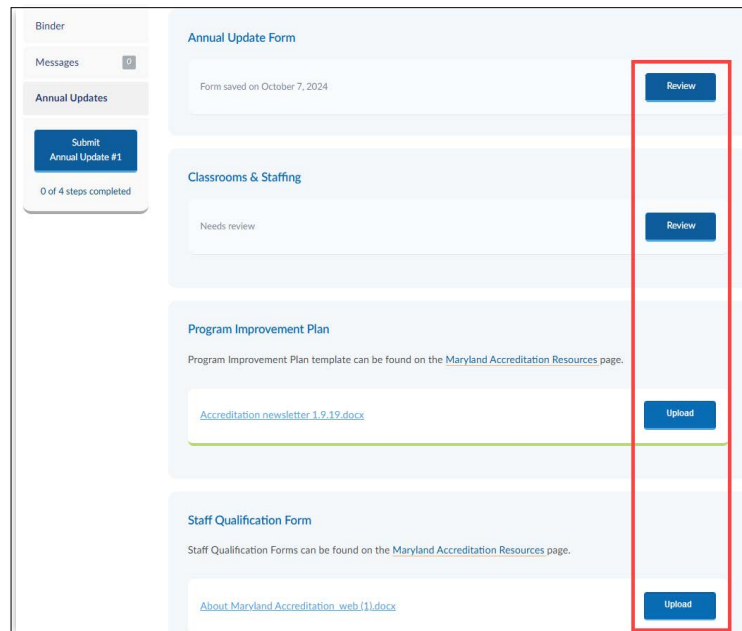 Binder
Messages 0
Annual Updates
Submit
Annual Update #1
0 of 4 steps completed
Annual Update Form
Form saved on October 7, 2024
Review
Classrooms & Staffing
Needs review
Review
Program Improvement Plan
Program Improvement Plan template can be found on the Maryland Accreditation Resources page.
Accreditation newsletter 1.9.19.docx
Upload
Staff Qualification Form
Staff Qualification Forms can be found on the Maryland Accreditation Resources page.
About Maryland Accreditation_web (1).docx
Upload